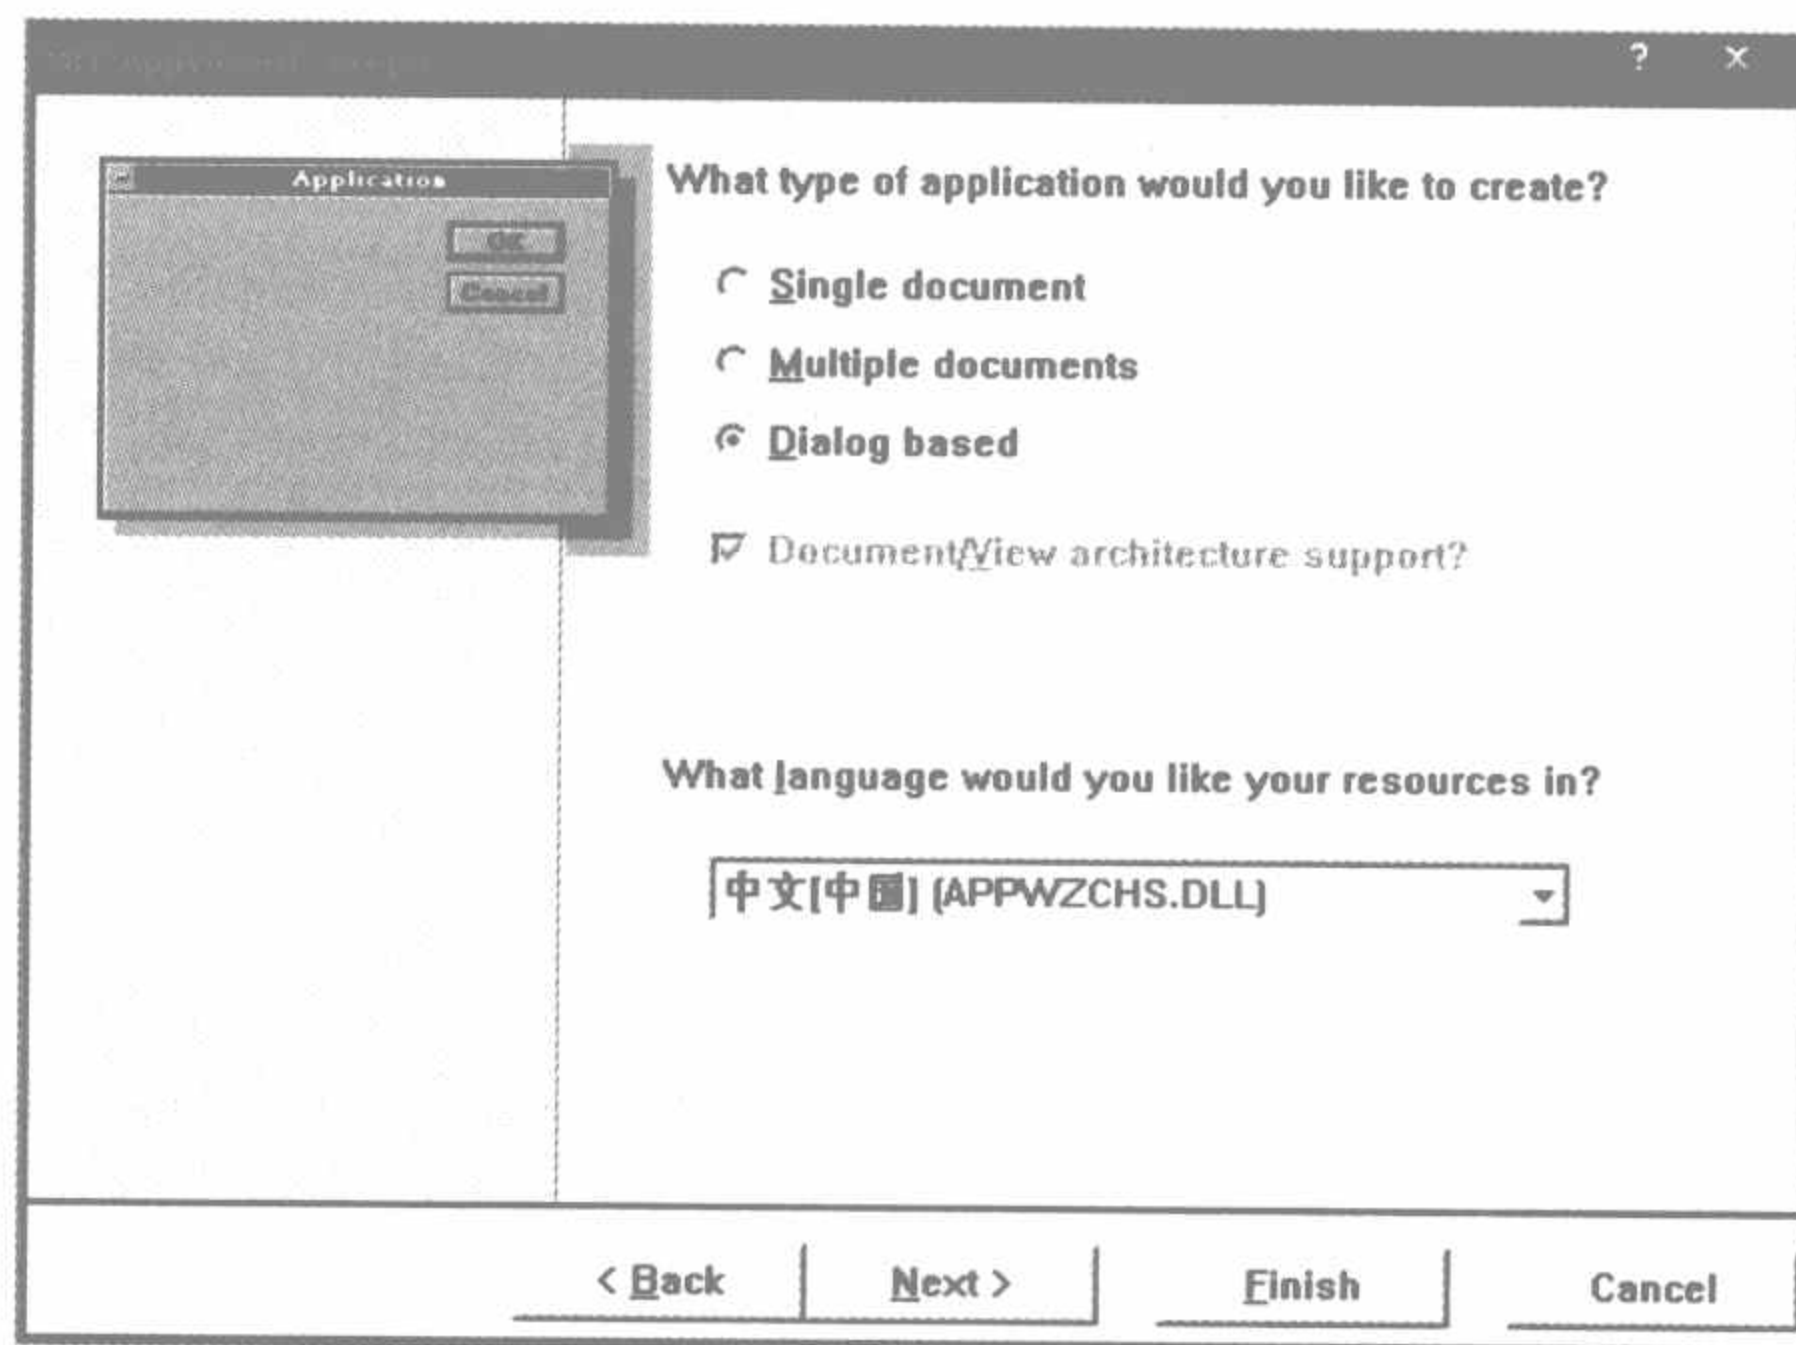 ? ×
Application
OK
Cancel
What type of application would you like to create?
Single document
Multiple documents
Dialog based
Document/View architecture support?
What language would you like your resources in?
中文[中国] (APPWZCHS.DLL)
< Back
Next >
Finish
Cancel